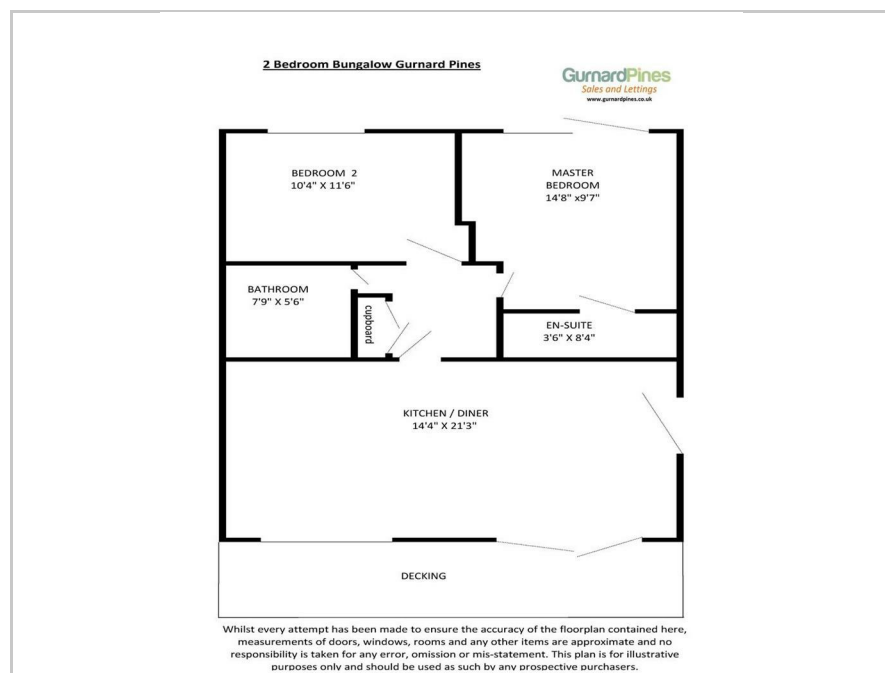 2 Bedroom Bungalow Gurnard Pines
GurnardPines
Sales and Lettings
www.gurnardpines.co.uk
BEDROOM 2
10'4" X 11'6"
MASTER
BEDROOM
14'8" x9'7"
BATHROOM
7'9" X 5'6"
cupboard
EN-SUITE
3'6" X 8'4"
KITCHEN / DINER
14'4" X 21'3"
DECKING
Whilst every attempt has been made to ensure the accuracy of the floorplan contained here,
measurements of doors, windows, rooms and any other items are approximate and no
responsibility is taken for any error, omission or mis-statement. This plan is for illustrative
purposes only and should be used as such by any prospective purchasers.